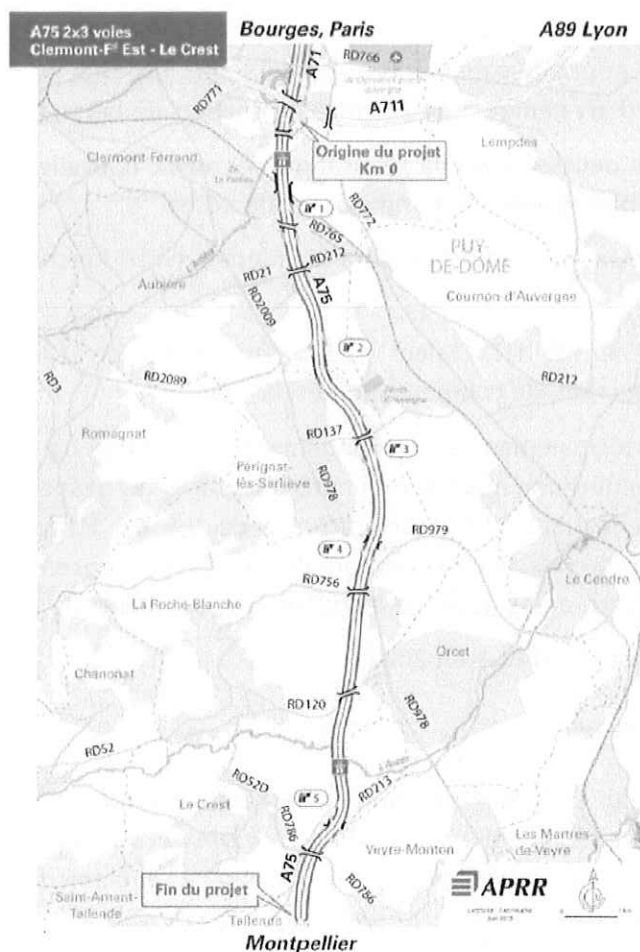 A75 2x3 voies
Clermont-Fd Est - Le Crest
Bourges, Paris
A89 Lyon
A71
RD766
RD771
A711
Lempdes
Clermont-Ferrand
Origine du projet
Km 0
1
RD772
RD765
PUY-
DE-DÔME
RD212
RD21
A75
Aubière
Cournon d'Auvergne
RD2009
2
RD3
RD2089
RD212
RD137
Romagnat
3
Pérignat-
lès-Sarliève
RD978
4
RD979
RD756
Le Cendre
La Roche-Blanche
Orcet
Chanonat
RD120
RD978
RD52
RD52D
RD213
5
Le Crest
RD786
A75
Veyre-Monton
Les Martres
de-Veyre
Fin du projet
RD786
APRR
Saint-Amant-
Tallende
Tallende
Montpellier